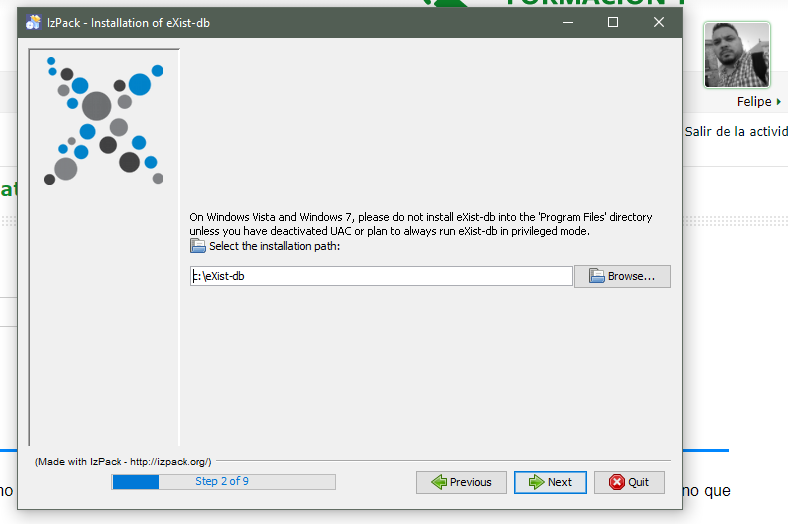 FORMACIÓN
IzPack - Installation of eXist-db
Felipe
Salir de la activid
at
On Windows Vista and Windows 7, please do not install eXist-db into the 'Program Files' directory
unless you have deactivated UAC or plan to always run eXist-db in privileged mode.
Select the installation path:
c:\eXist-db
Browse...
(Made with IzPack - http://izpack.org/)
Step 2 of 9
Previous
Next
Quit
no
mo que